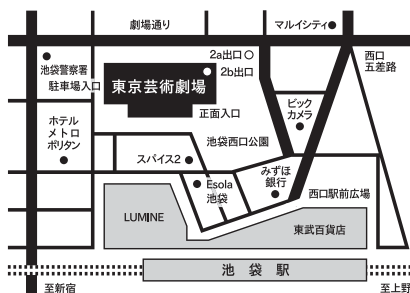 劇場通り
マルイシティ
2a出口
西口
五差路
池袋警察署
2b出口
駐車場入口
東京芸術劇場
正面入口
ビック
カメラ
ホテル
メトロ
ポリタン
池袋西口公園
スパイス2
みずほ
銀行
Esola
池袋
西口駅前広場
LUMINE
東武百貨店
池袋駅
至新宿
至上野